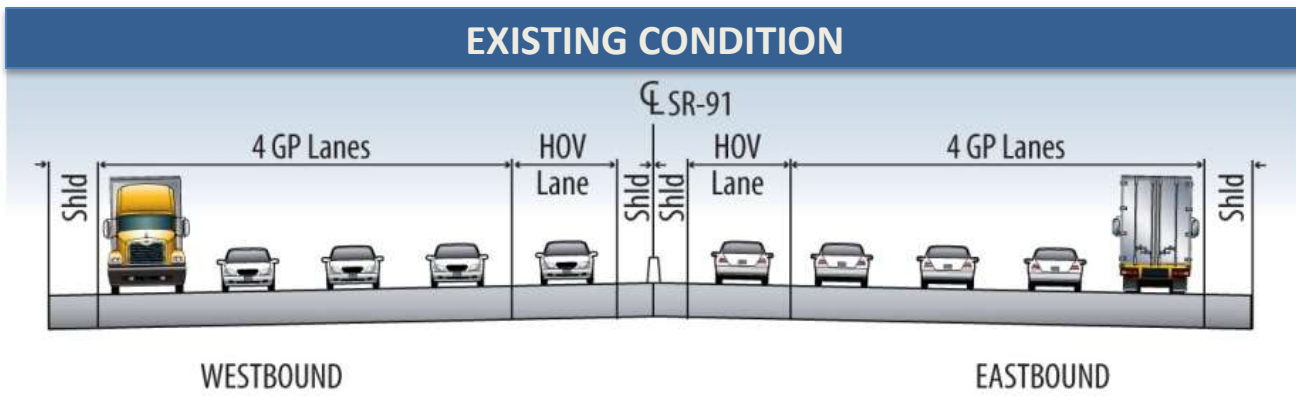 EXISTING CONDITION
℄ SR-91
4 GP Lanes
HOV
Lane
HOV
Lane
4 GP Lanes
Shld
Shld
Shld
Shld
WESTBOUND
EASTBOUND